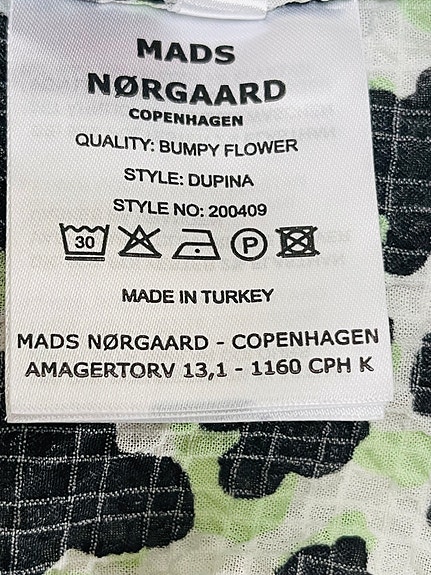 MADS
NØRGAARD
COPENHAGEN
QUALITY: BUMPY FLOWER
STYLE: DUPINA
STYLE NO: 200409
30 P
MADE IN TURKEY
MADS NØRGAARD - COPENHAGEN
AMAGERTORV 13,1 - 1160 CPH K